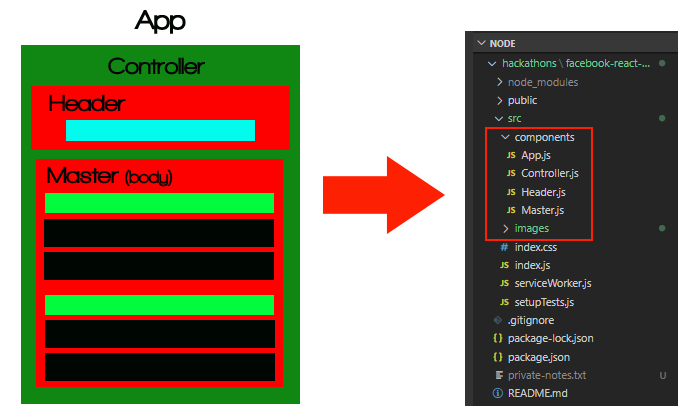 App
Controller
Header
Master (body)
NODE
hackathons \ facebook-react-...
node_modules
public
src
components
JS App.js
JS Controller.js
JS Header.js
JS Master.js
images
# index.css
JS index.js
JS serviceWorker.js
JS setupTests.js
.gitignore
{} package-lock.json
{} package.json
private-notes.txt U
README.md